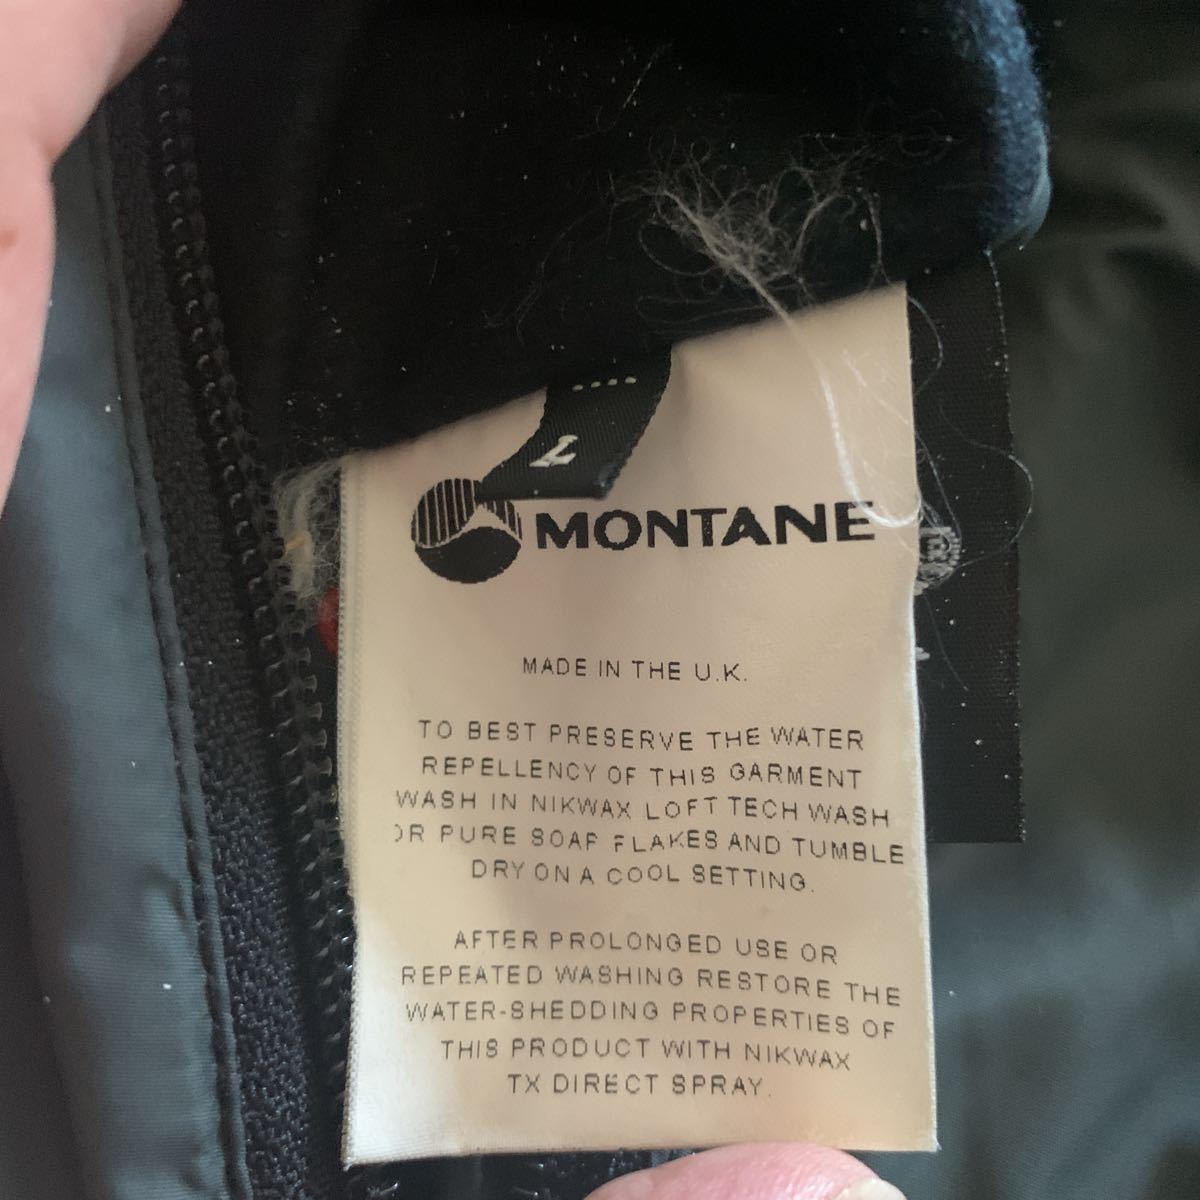 L
MONTANE
MADE IN THE U.K.
TO BEST PRESERVE THE WATER
REPELLENCY OF THIS GARMENT
WASH IN NIKWAX LOFT TECH WASH
OR PURE SOAP FLAKES AND TUMBLE
DRY ON A COOL SETTING.
AFTER PROLONGED USE OR
REPEATED WASHING RESTORE THE
WATER-SHEDDING PROPERTIES OF
THIS PRODUCT WITH NIKWAX
TX DIRECT SPRAY.